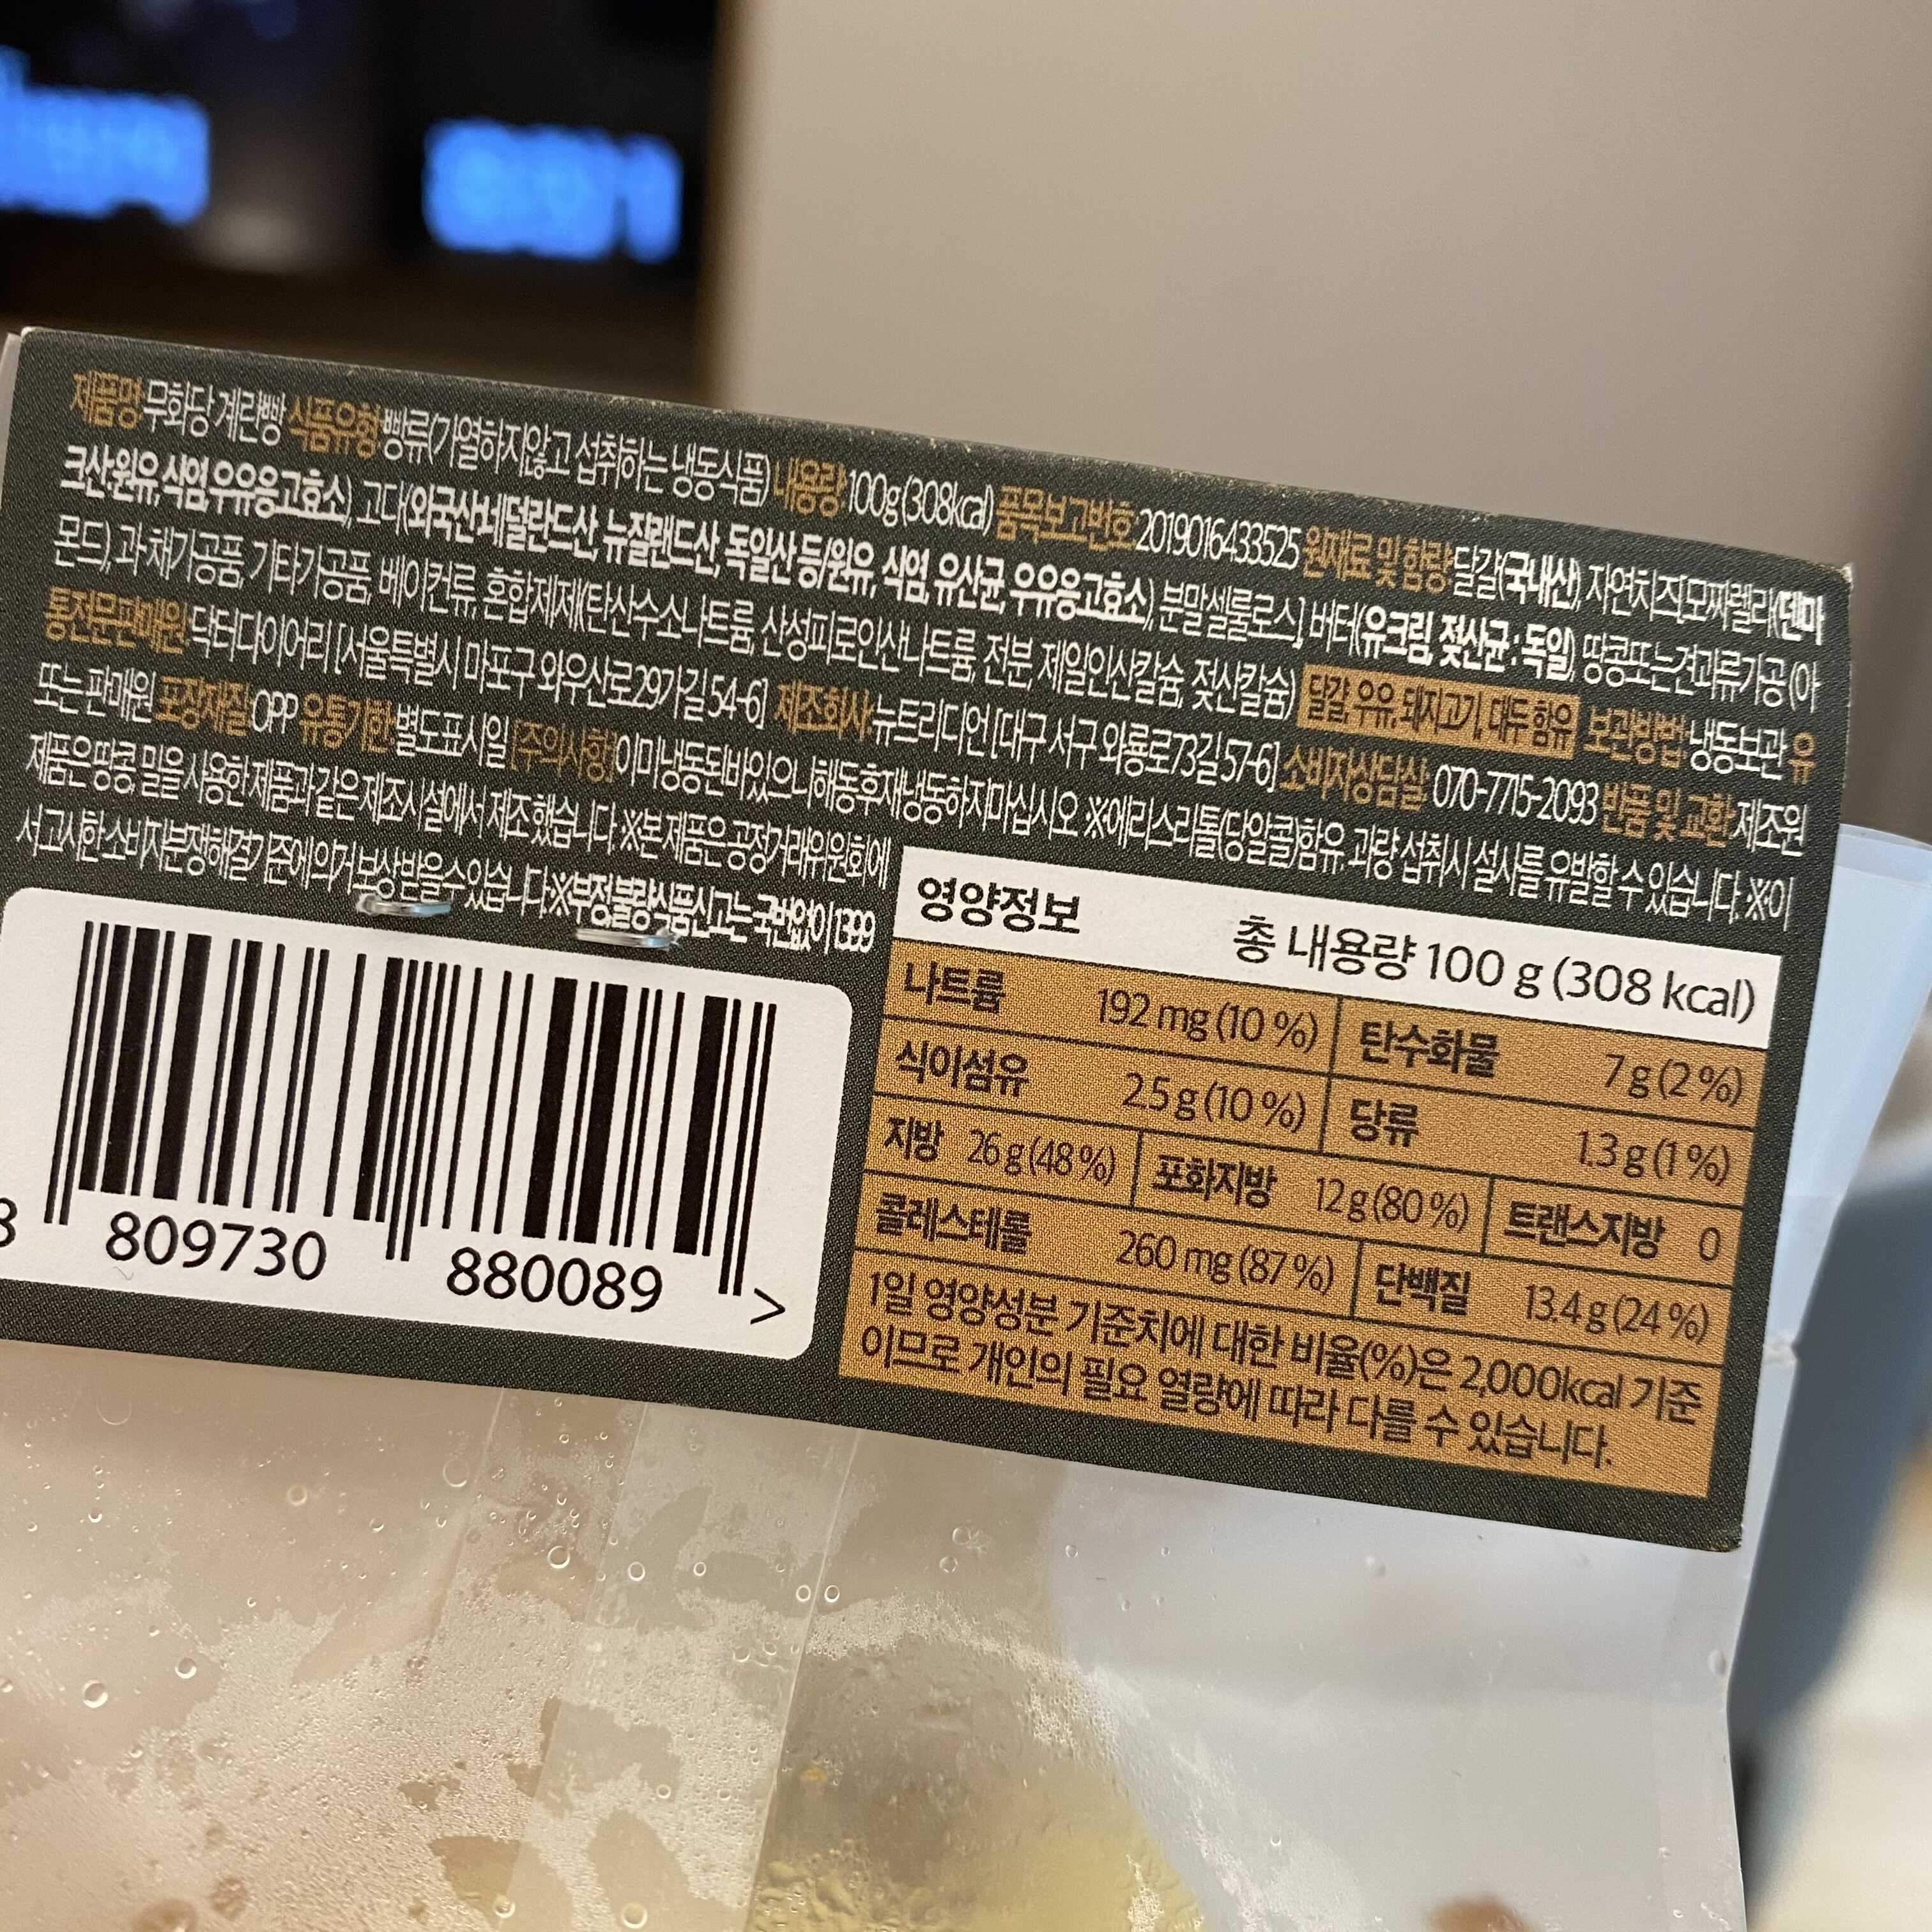 제품명 무화당 계란빵 식품유형 빵류(가열하지않고 섭취하는 냉동식품) 내용량 100g(308kcal) 품목보고번호 2019016433525 원재료 및 함량 달걀(국내산), 자연치즈[모짜렐라(덴마
크산:원유, 식염, 우유응고효소), 고다(외국산:네덜란드산, 뉴질랜드산, 독일산 등/원유, 식염, 유산균, 우유응고효소), 분말셀룰로스], 버터(유크림, 젖산균 : 독일), 땅콩또는견과류가공 (아
몬드), 과·채가공품, 기타가공품, 베이컨류, 혼합제제(탄산수소나트륨, 산성피로인산나트륨, 전분, 제일인산칼슘, 젖산칼슘) 달걀, 우유, 돼지고기, 대두 함유 보관방법 냉동보관 유
통전문판매원 닥터다이어리 [서울특별시 마포구 와우산로29가길 54-6] 제조회사 뉴트리디언 [대구 서구 와룡로73길 57-6] 소비자상담실 070-7715-2093 반품 및 교환 제조원
또는 판매원 포장재질 OPP 유통기한 별도표시일 [주의사항] 이미냉동된바있으니해동후재냉동하지마십시오 ※에리스리톨(당알콜)함유. 과량 섭취시 설사를 유발할 수 있습니다. ※이
제품은 땅콩, 밀을 사용한 제품과 같은 제조시설에서 제조했습니다. ※본 제품은 공정거래위원회에
서 고시한 소비자분쟁해결기준에 의거 보상 받을 수 있습니다. ※부정·불량식품신고는 국번없이 1399
영양정보 총 내용량 100 g (308 kcal)
나트륨 192 mg (10 %) 탄수화물 7 g (2 %)
식이섬유 2.5 g (10 %) 당류 1.3 g (1 %)
지방 26 g (48 %) 포화지방 12 g (80 %) 트랜스지방 0
콜레스테롤 260 mg (87 %) 단백질 13.4 g (24 %)
1일 영양성분 기준치에 대한 비율(%)은 2,000kcal 기준
이므로 개인의 필요 열량에 따라 다를 수 있습니다.
8 809730 880089 >